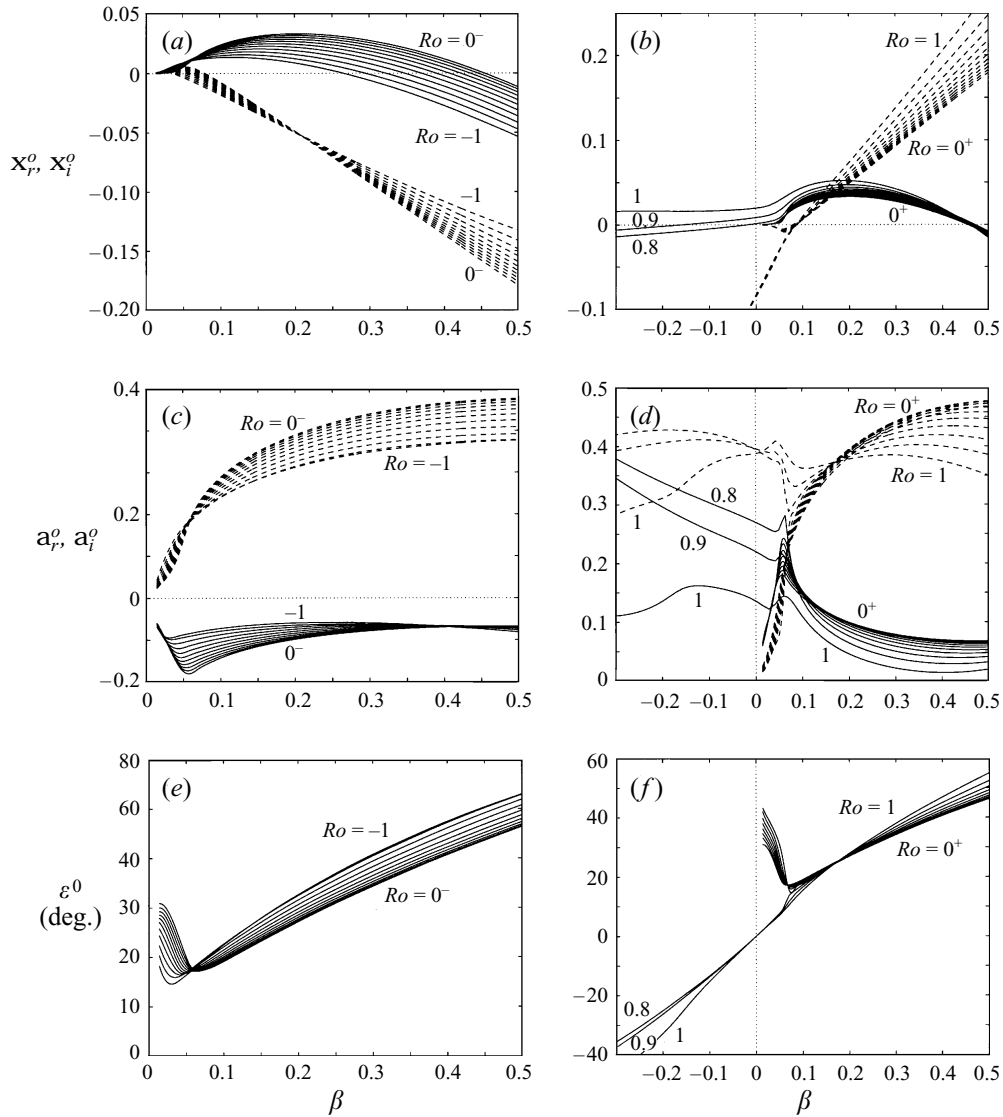 (a)
0.05
0
−0.05
−0.10
−0.15
−0.20
x_r^o, x_i^o
Ro = 0^−
Ro = −1
−1
0^−
0 0.1 0.2 0.3 0.4 0.5
(b)
0.2
0.1
0
−0.1
Ro = 1
Ro = 0^+
1
0.9
0.8
0^+
−0.2 −0.1 0 0.1 0.2 0.3 0.4 0.5
(c)
0.4
0.2
0
−0.2
a_r^o, a_i^o
Ro = 0^−
Ro = −1
−1
0^−
0 0.1 0.2 0.3 0.4 0.5
(d)
0.5
0.4
0.3
0.2
0.1
0
Ro = 0^+
Ro = 1
0.8
1
0.9
1
0^+
1
−0.2 −0.1 0 0.1 0.2 0.3 0.4 0.5
(e)
80
60
40
30
20
10
0
ε^0
(deg.)
Ro = −1
Ro = 0^−
0 0.1 0.2 0.3 0.4 0.5
β
(f)
60
40
20
0
−20
−40
Ro = 1
Ro = 0^+
0.8
0.9
1
−0.2 −0.1 0 0.1 0.2 0.3 0.4 0.5
β